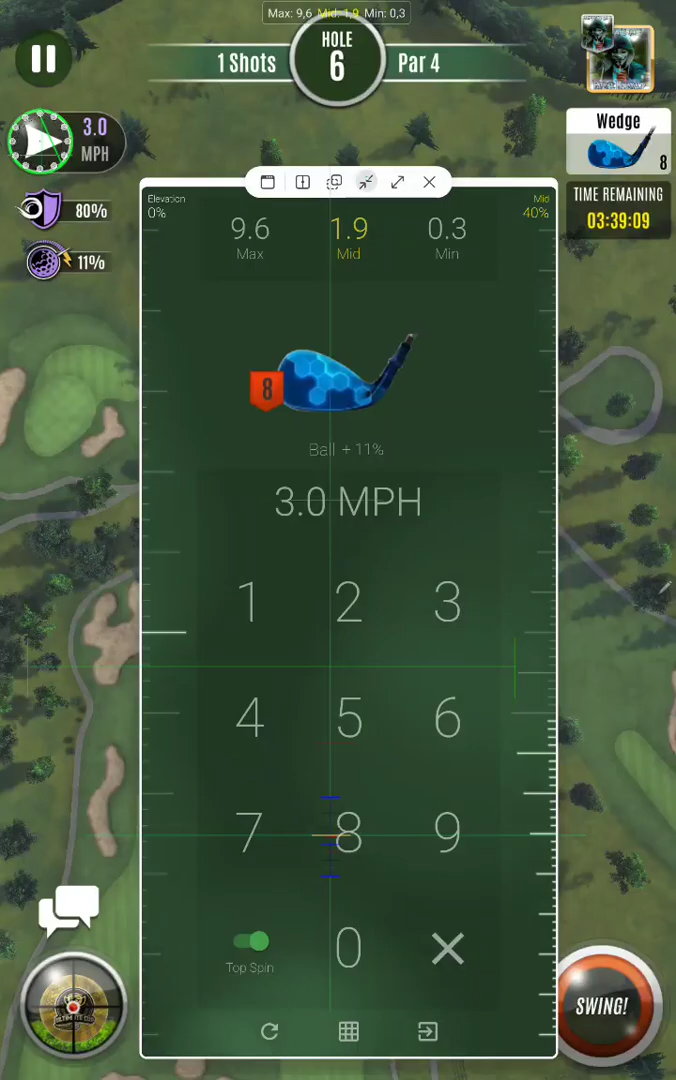 Max: 9,6 Mid: 1,9 Min: 0,3
HOLE
1 Shots 6 Par 4
3.0
MPH
Wedge
8
80%
TIME REMAINING
03:39:09
11%
Elevation
0%
Mid
40%
9.6 1.9 0.3
Max Mid Min
8
Ball + 11%
3.0 MPH
1 2 3
4 5 6
7 8 9
0
Top Spin
SWING!